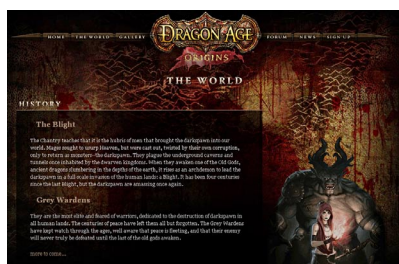 HOME THE WORLD GALLERY
DRAGON AGE
FORUM NEWS SIGN UP
ORIGINS
THE WORLD
HISTORY
The Blight
The Chantry teaches that it is the hubris of men that brought the darkspawn into our
world. Mages sought to usurp Heaven, but were cast out, twisted by their own corruption,
only to return as monsters–the darkspawn. They plague the underground caverns and
tunnels once inhabited by the dwarven kingdoms. When they awaken one of the Old Gods,
ancient dragons slumbering in the depths of the earth, it rises as an archdemon to lead the
darkspawn in a full-scale invasion of the human lands: a Blight. It has been four centuries
since the last Blight, but the darkspawn are amassing once again.
Grey Wardens
They are the most elite and feared of warriors, dedicated to the destruction of darkspawn in
all human lands. The centuries of peace have left them all but forgotten. The Grey Wardens
have kept watch through the ages, well aware that peace is fleeting, and that their enemy
will never truly be defeated until the last of the old gods awaken.
more to come...